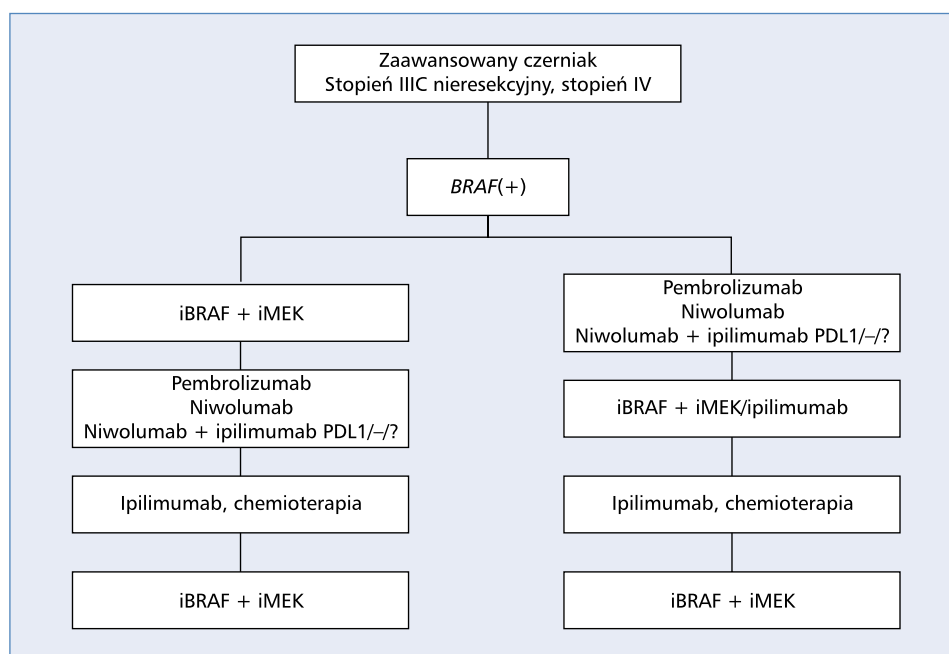 Zaawansowany czerniak
Stopień IIIC nieresekcyjny, stopień IV
BRAF(+)
iBRAF + iMEK
Pembrolizumab
Niwolumab
Niwolumab + ipilimumab PDL1/–/?
Ipilimumab, chemioterapia
iBRAF + iMEK
Pembrolizumab
Niwolumab
Niwolumab + ipilimumab PDL1/–/?
iBRAF + iMEK/ipilimumab
Ipilimumab, chemioterapia
iBRAF + iMEK